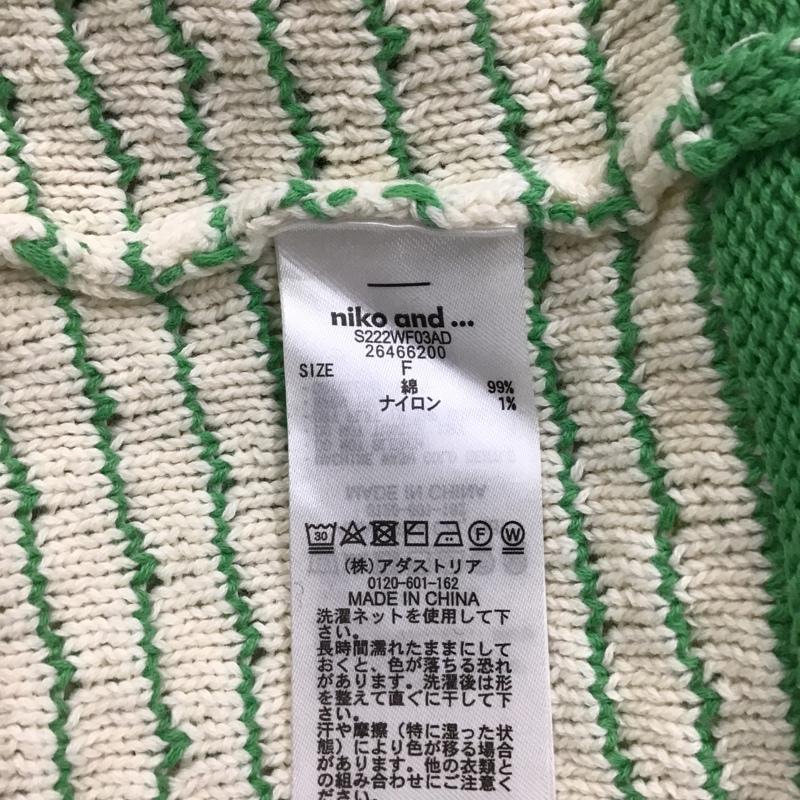 niko and ...
S222WF03AD
26466200
SIZE F
綿 99%
ナイロン 1%
30 F W
(株)アダストリア
0120-601-162
MADE IN CHINA
洗濯ネットを使用して下
さい。
長時間濡れたままにして
おくと、色が落ちる恐れ
があります。洗濯後は形
を整えて直ぐに干して下
さい。
汗や摩擦(特に湿った状
態)により色が移る場合
があります。他の衣類と
の組み合わせにご注意く
ださい。